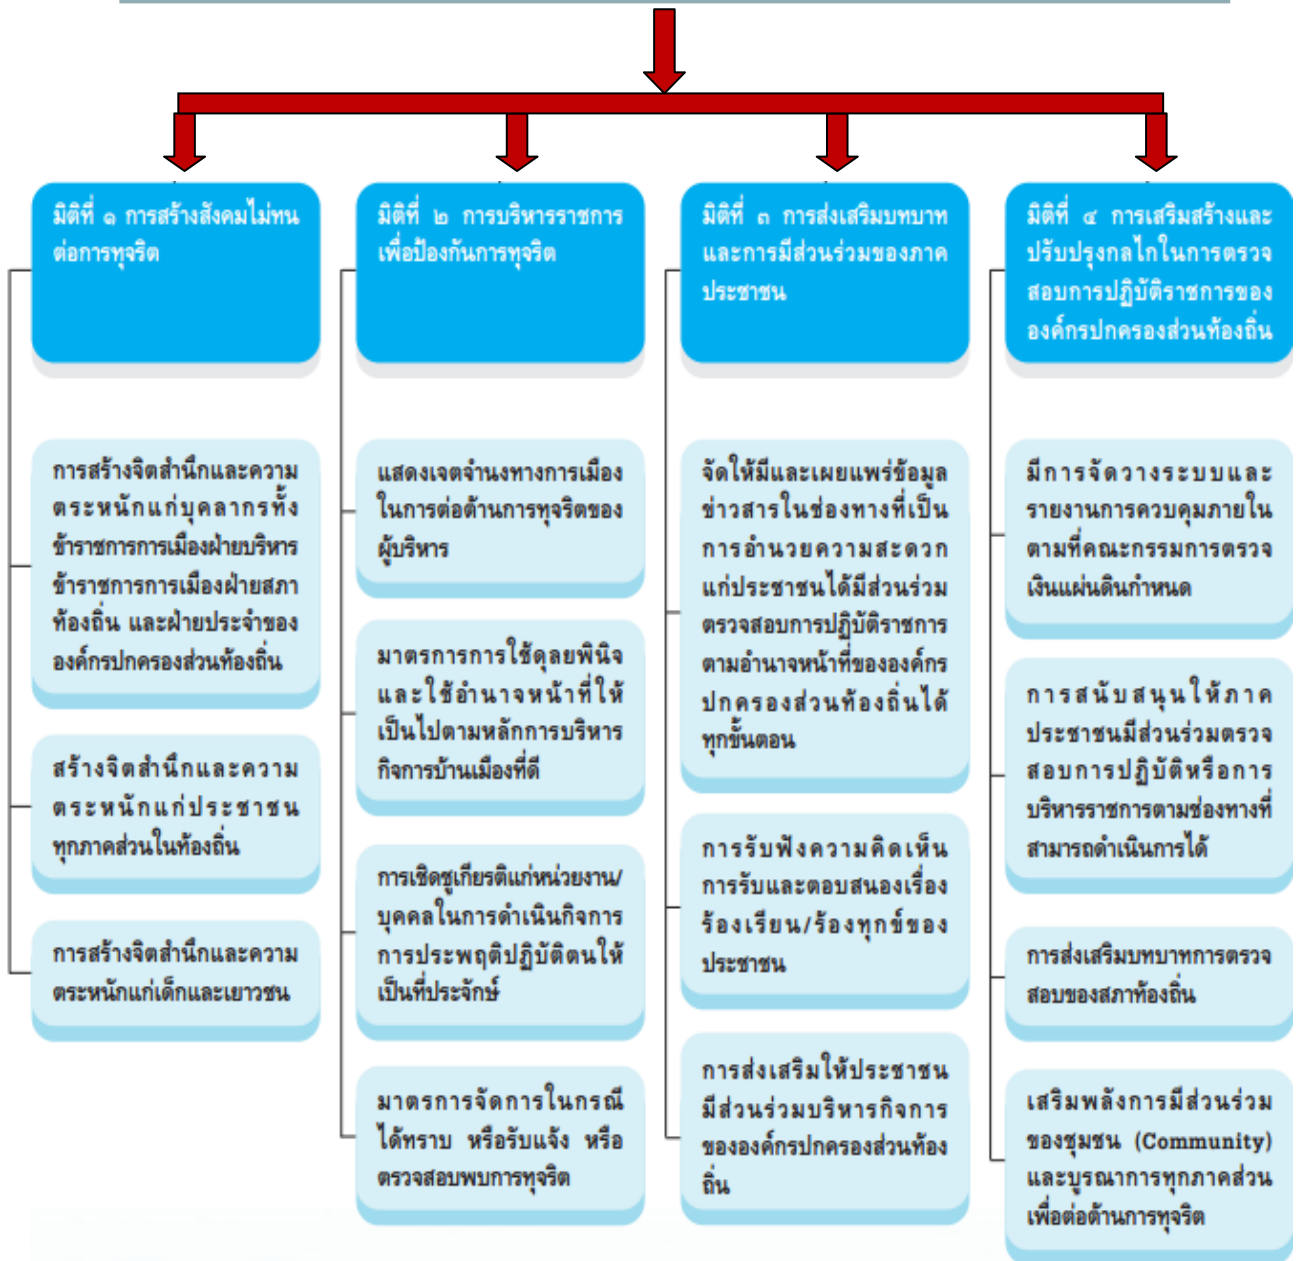 มิติที่ ๑ การสร้างสังคมไม่ทน
ต่อการทุจริต
การสร้างจิตสำนึกและความ
ตระหนักแก่บุคลากรทั้ง
ข้าราชการการเมืองฝ่ายบริหาร
ข้าราชการการเมืองฝ่ายสภา
ท้องถิ่น และฝ่ายประจำของ
องค์กรปกครองส่วนท้องถิ่น
สร้างจิตสำนึกและความ
ตระหนักแก่ประชาชน
ทุกภาคส่วนในท้องถิ่น
การสร้างจิตสำนึกและความ
ตระหนักแก่เด็กและเยาวชน
มิติที่ ๒ การบริหารราชการ
เพื่อป้องกันการทุจริต
แสดงเจตจำนงทางการเมือง
ในการต่อต้านการทุจริตของ
ผู้บริหาร
มาตรการการใช้ดุลยพินิจ
และใช้อำนาจหน้าที่ให้
เป็นไปตามหลักการบริหาร
กิจการบ้านเมืองที่ดี
การเชิดชูเกียรติแก่หน่วยงาน/
บุคคลในการดำเนินกิจการ
การประพฤติปฏิบัติตนให้
เป็นที่ประจักษ์
มาตรการจัดการในกรณี
ได้ทราบ หรือรับแจ้ง หรือ
ตรวจสอบพบการทุจริต
มิติที่ ๓ การส่งเสริมบทบาท
และการมีส่วนร่วมของภาค
ประชาชน
จัดให้มีและเผยแพร่ข้อมูล
ข่าวสารในช่องทางที่เป็น
การอำนวยความสะดวก
แก่ประชาชนได้มีส่วนร่วม
ตรวจสอบการปฏิบัติราชการ
ตามอำนาจหน้าที่ขององค์กร
ปกครองส่วนท้องถิ่นได้
ทุกขั้นตอน
การรับฟังความคิดเห็น
การรับและตอบสนองเรื่อง
ร้องเรียน/ร้องทุกข์ของ
ประชาชน
การส่งเสริมให้ประชาชน
มีส่วนร่วมบริหารกิจการ
ขององค์กรปกครองส่วนท้อง
ถิ่น
มิติที่ ๔ การเสริมสร้างและ
ปรับปรุงกลไกในการตรวจ
สอบการปฏิบัติราชการของ
องค์กรปกครองส่วนท้องถิ่น
มีการจัดวางระบบและ
รายงานการควบคุมภายใน
ตามที่คณะกรรมการตรวจ
เงินแผ่นดินกำหนด
การสนับสนุนให้ภาค
ประชาชนมีส่วนร่วมตรวจ
สอบการปฏิบัติหรือการ
บริหารราชการตามช่องทางที่
สามารถดำเนินการได้
การส่งเสริมบทบาทการตรวจ
สอบของสภาท้องถิ่น
เสริมพลังการมีส่วนร่วม
ของชุมชน (Community)
และบูรณาการทุกภาคส่วน
เพื่อต่อต้านการทุจริต